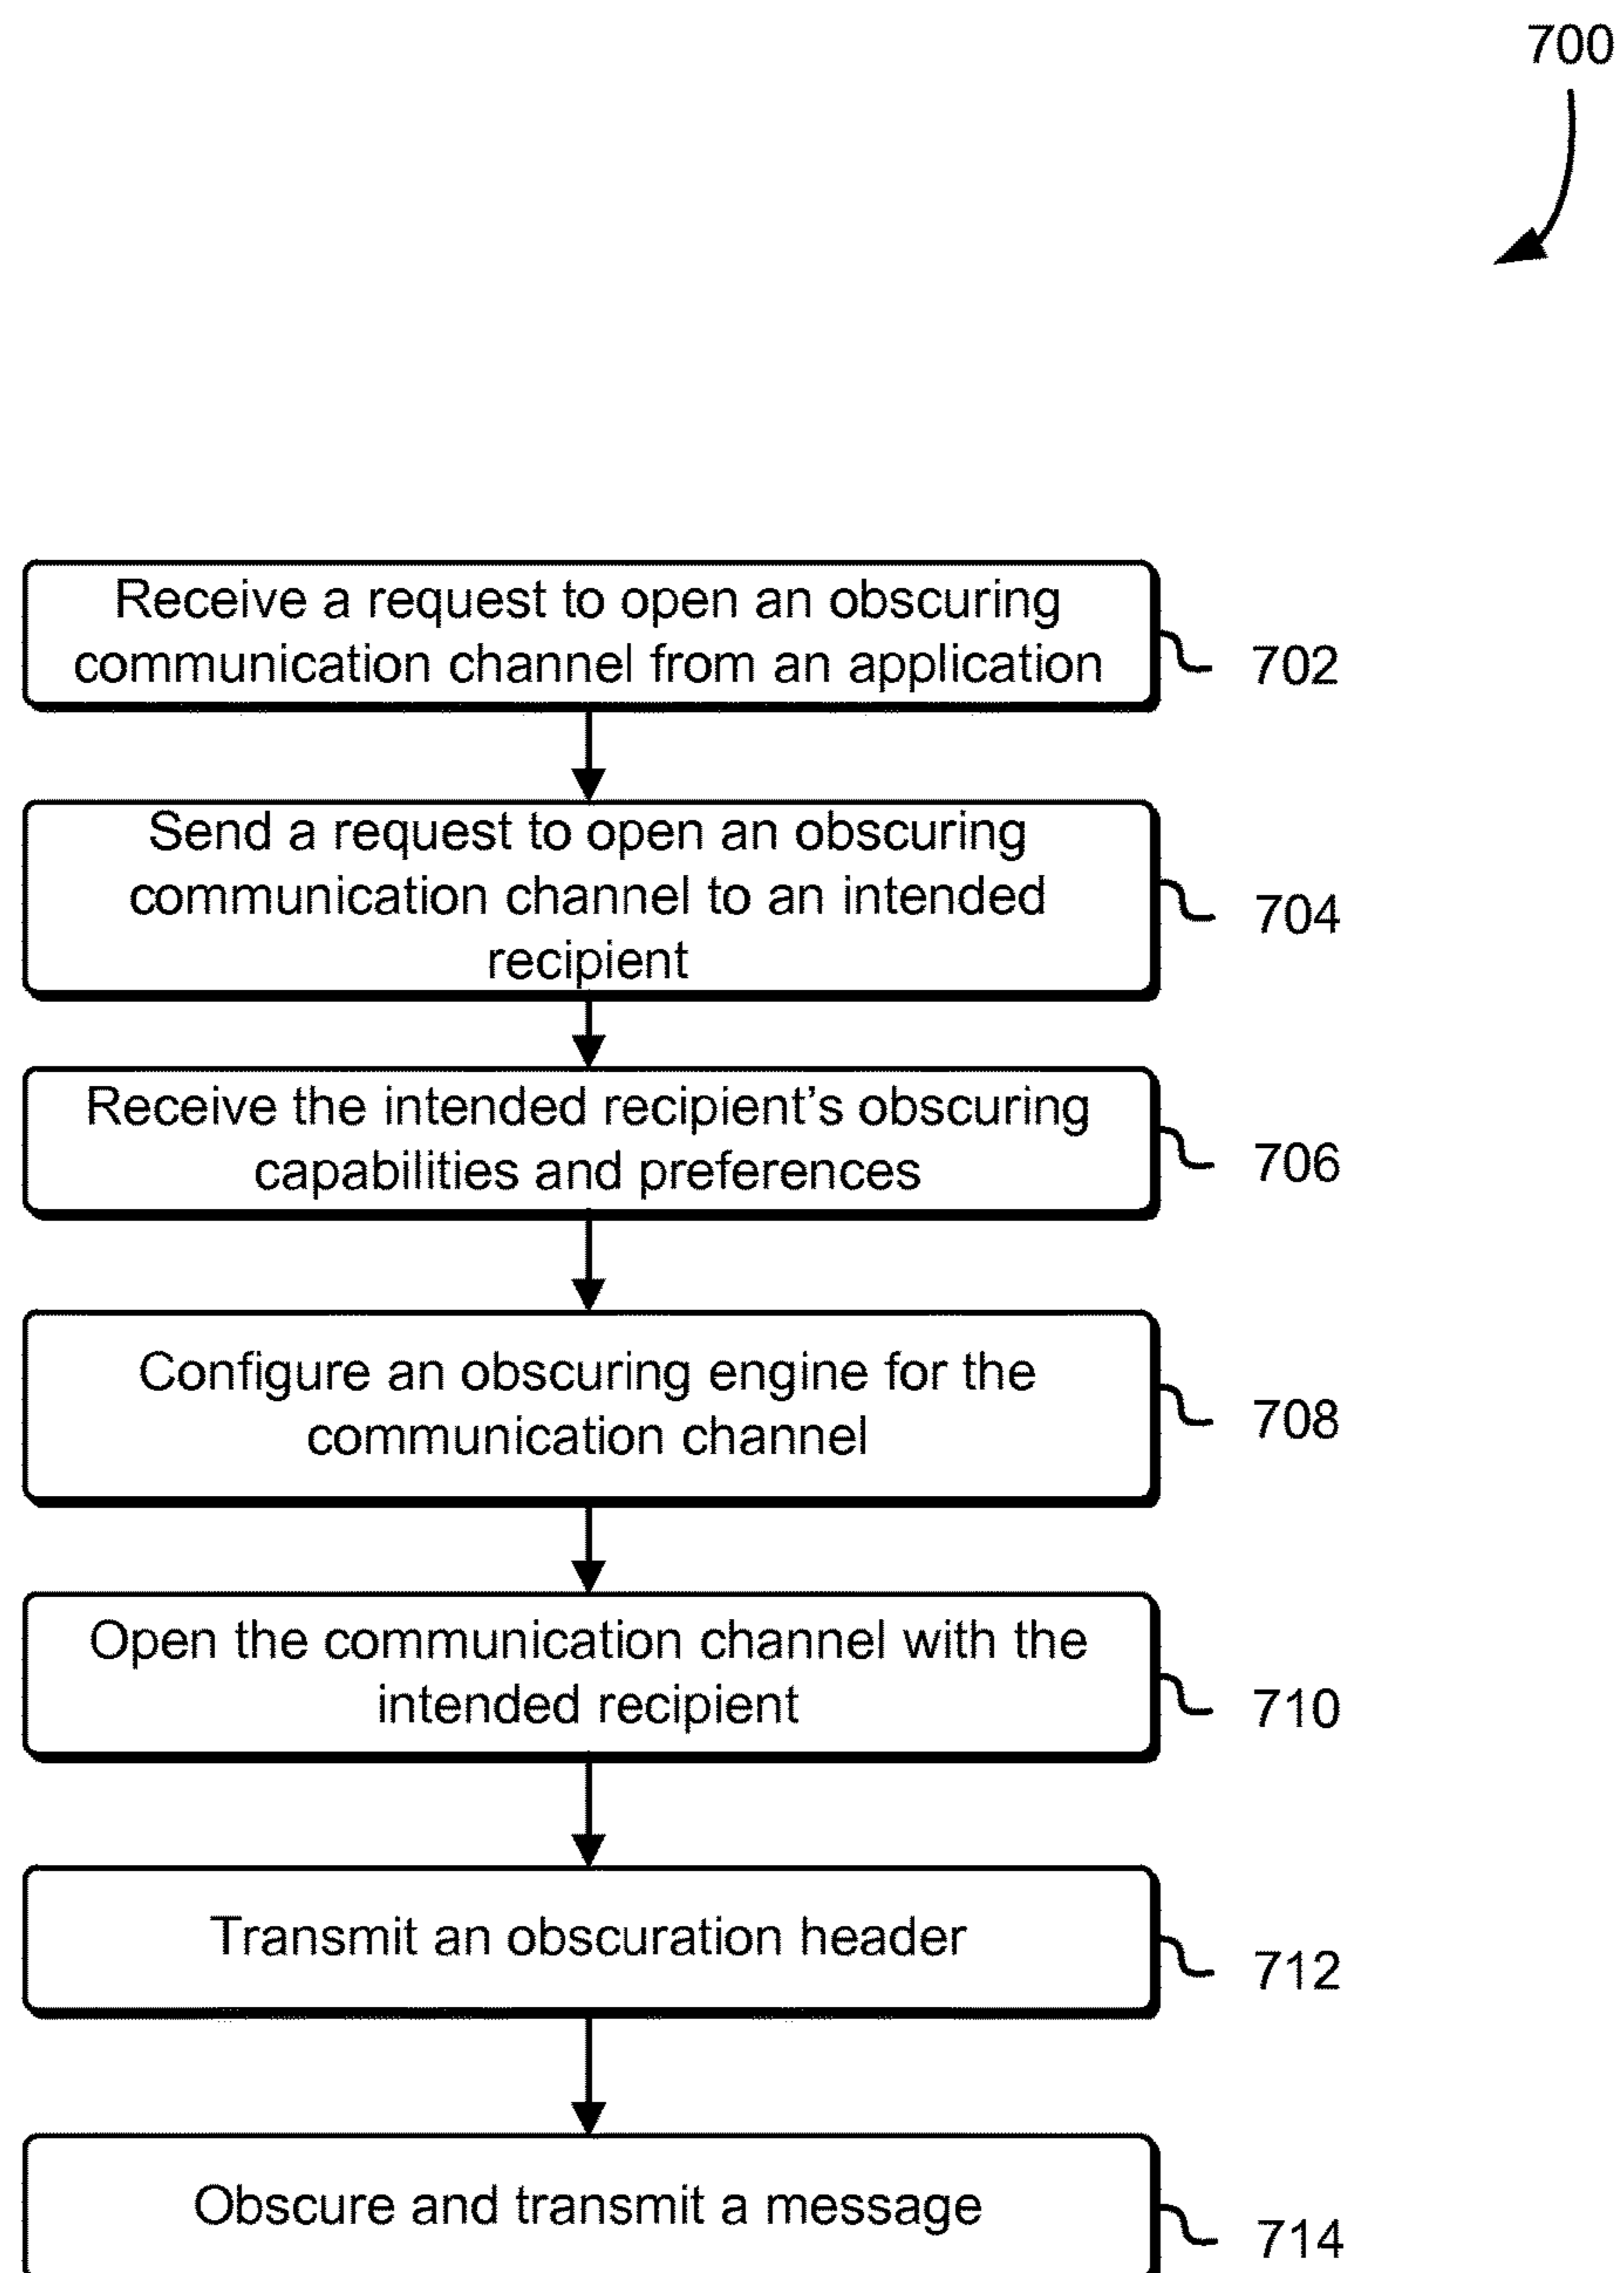 700
Receive a request to open an obscuring
communication channel from an application
702
Send a request to open an obscuring
communication channel to an intended
recipient
704
Receive the intended recipient's obscuring
capabilities and preferences
706
Configure an obscuring engine for the
communication channel
708
Open the communication channel with the
intended recipient
710
Transmit an obscuration header
712
Obscure and transmit a message
714